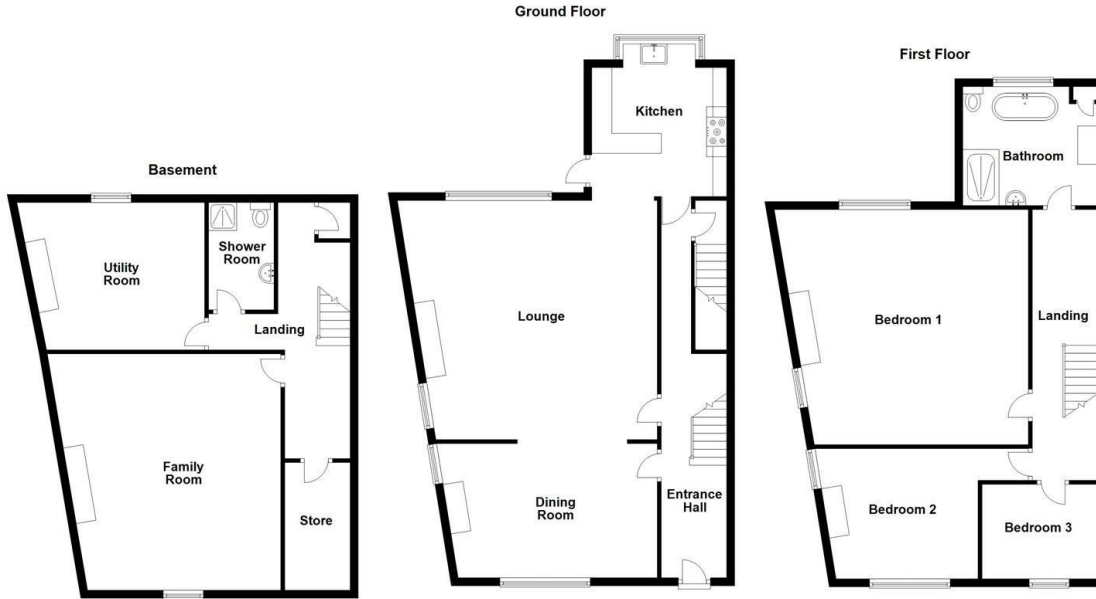 Ground Floor
First Floor
Basement
Kitchen
Bathroom
Shower
Room
Utility
Room
Landing
Lounge
Bedroom 1
Landing
Family
Room
Store
Dining
Room
Entrance
Hall
Bedroom 2
Bedroom 3